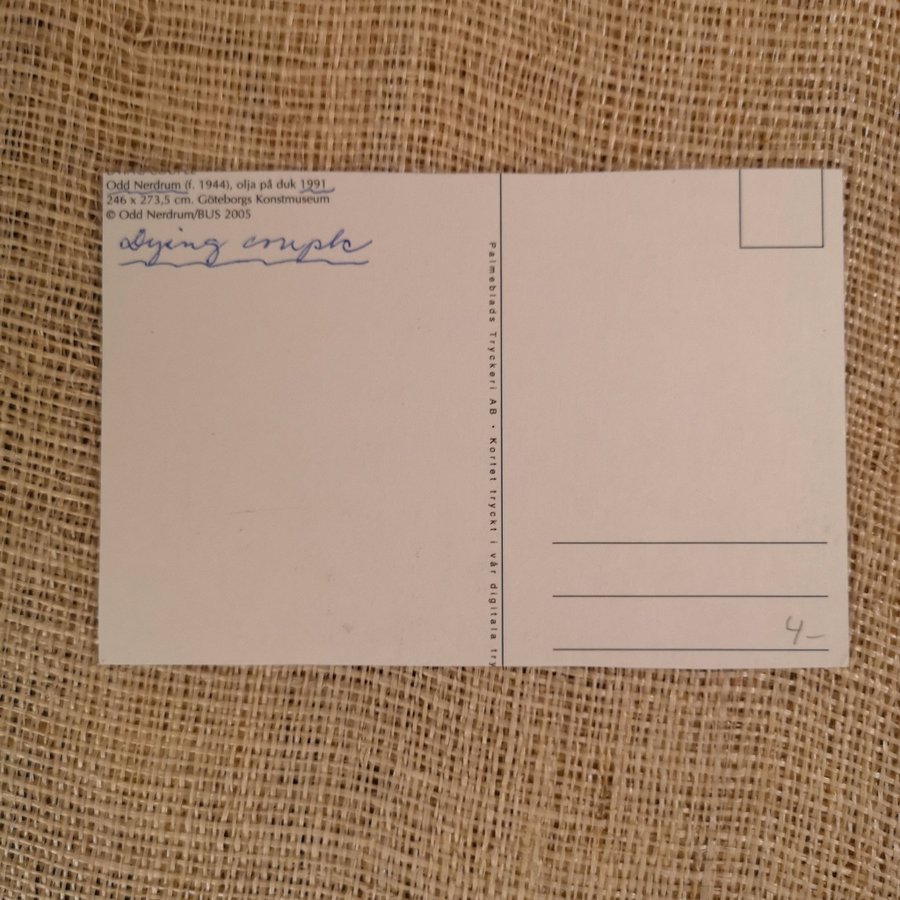 Odd Nerdrum (f. 1944), olja på duk 1991
246 x 273,5 cm. Göteborgs Konstmuseum
© Odd Nerdrum/BUS 2005
Dying couple
Palmeblads Tryckeri AB • Kortet tryckt i vår digitala try
4-